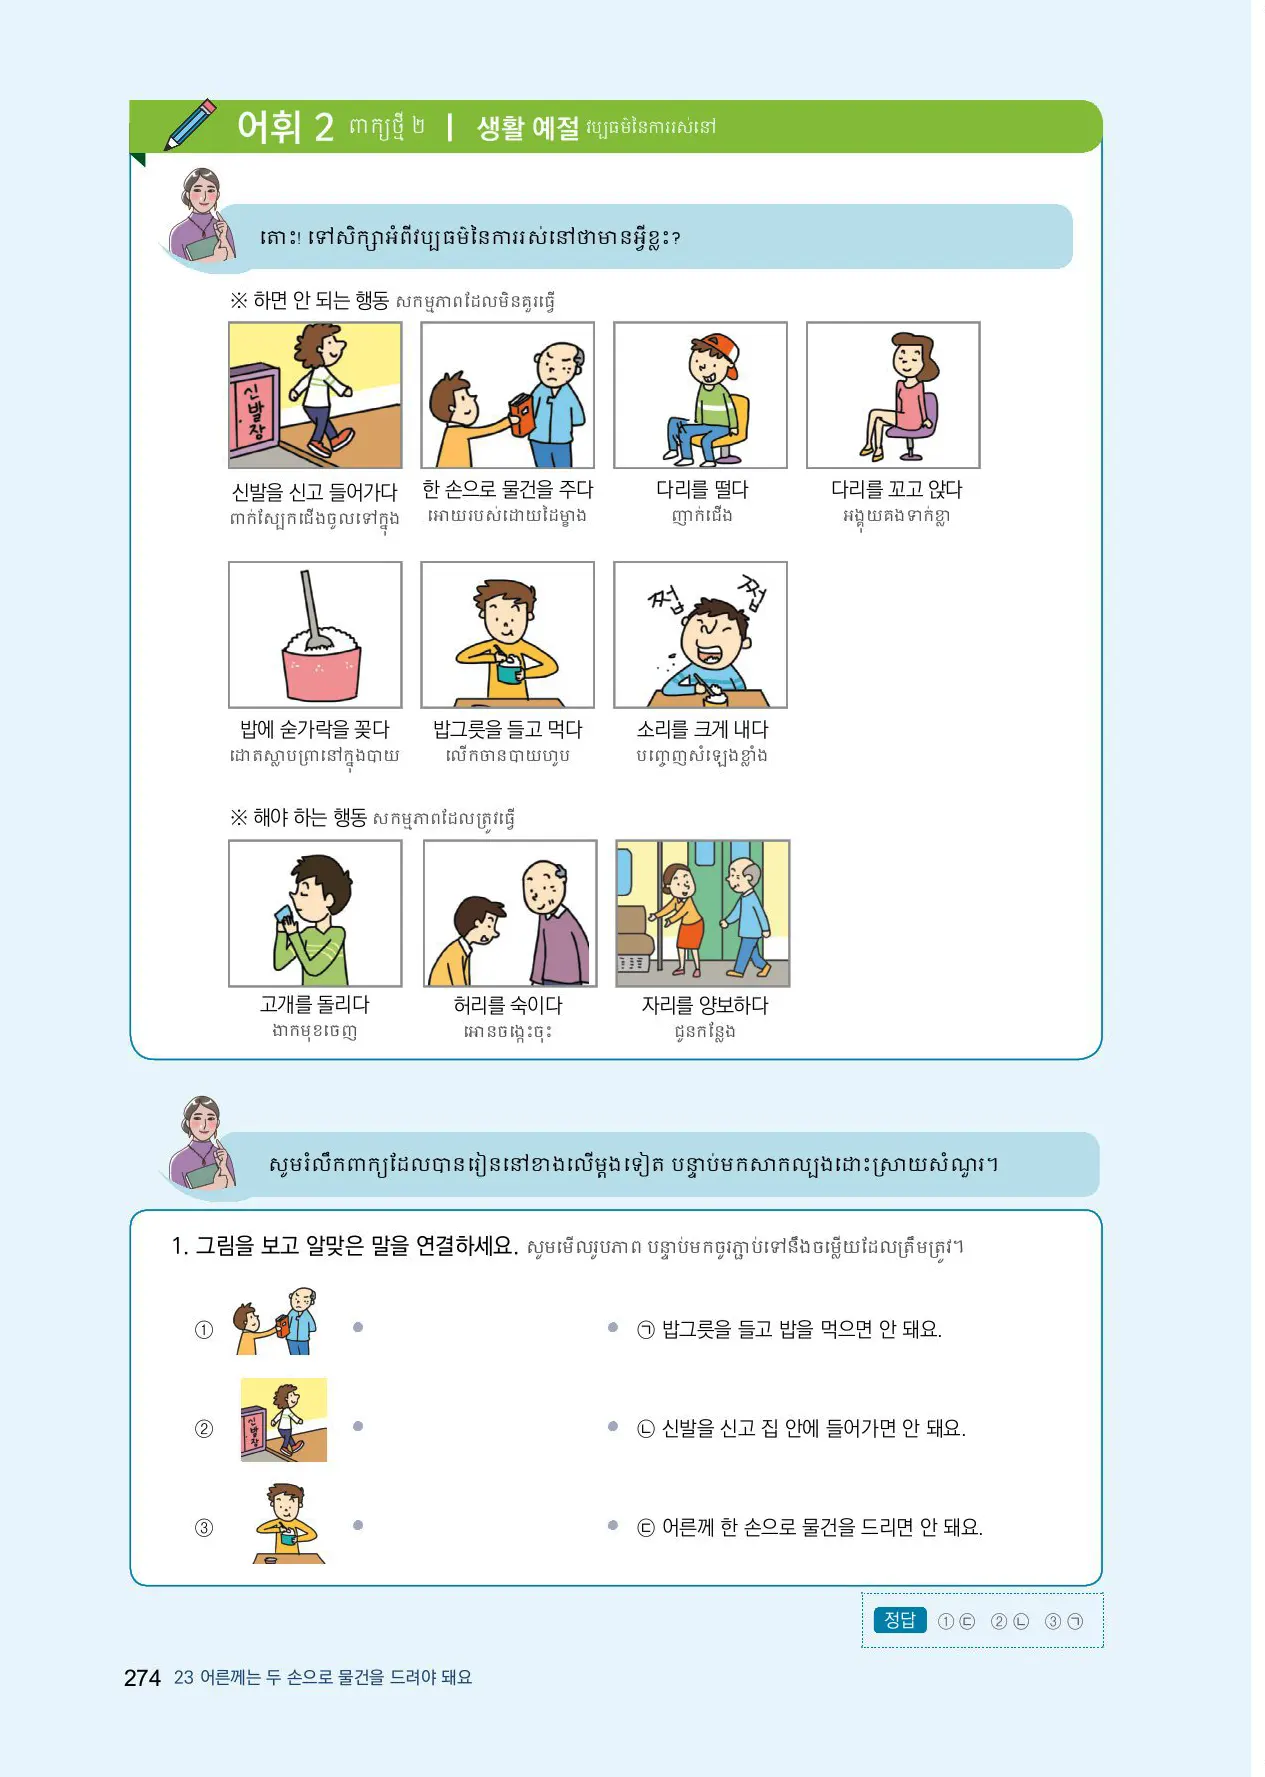 어휘 2 ពាក្យថ្មី ២ | 생활 예절 វប្បធម៌នៃការរស់នៅ
តោះ! ទៅសិក្សាអំពីវប្បធម៌នៃការរស់នៅថាមានអ្វីខ្លះ?
※ 하면 안 되는 행동 សកម្មភាពដែលមិនគួរធ្វើ
신발장
신발을 신고 들어가다 한 손으로 물건을 주다 다리를 떨다 다리를 꼬고 앉다
ពាក់ស្បែកជើងចូលទៅក្នុង អោយរបស់ដោយដៃម្ខាង ញាក់ជើង អង្គុយគងទាក់ខ្លា
쩝 쩝
밥에 숟가락을 꽂다 밥그릇을 들고 먹다 소리를 크게 내다
ដោតស្លាបព្រានៅក្នុងបាយ លើកចានបាយហូប បញ្ចេញសំឡេងខ្លាំង
※ 해야 하는 행동 សកម្មភាពដែលត្រូវធ្វើ
고개를 돌리다 허리를 숙이다 자리를 양보하다
ងាកមុខចេញ អោនចង្កេះចុះ ជូនកន្លែង
សូមរំលឹកពាក្យដែលបានរៀននៅខាងលើម្ដងទៀត បន្ទាប់មកសាកល្បងដោះស្រាយសំណួរ។
1. 그림을 보고 알맞은 말을 연결하세요. សូមមើលរូបភាព បន្ទាប់មកចូរភ្ជាប់ទៅនឹងចម្លើយដែលត្រឹមត្រូវ។
① ㉠ 밥그릇을 들고 밥을 먹으면 안 돼요.
② 신발장 ㉡ 신발을 신고 집 안에 들어가면 안 돼요.
③ ㉢ 어른께 한 손으로 물건을 드리면 안 돼요.
정답 ① ㉢ ② ㉡ ③ ㉠
274 23 어른께는 두 손으로 물건을 드려야 돼요